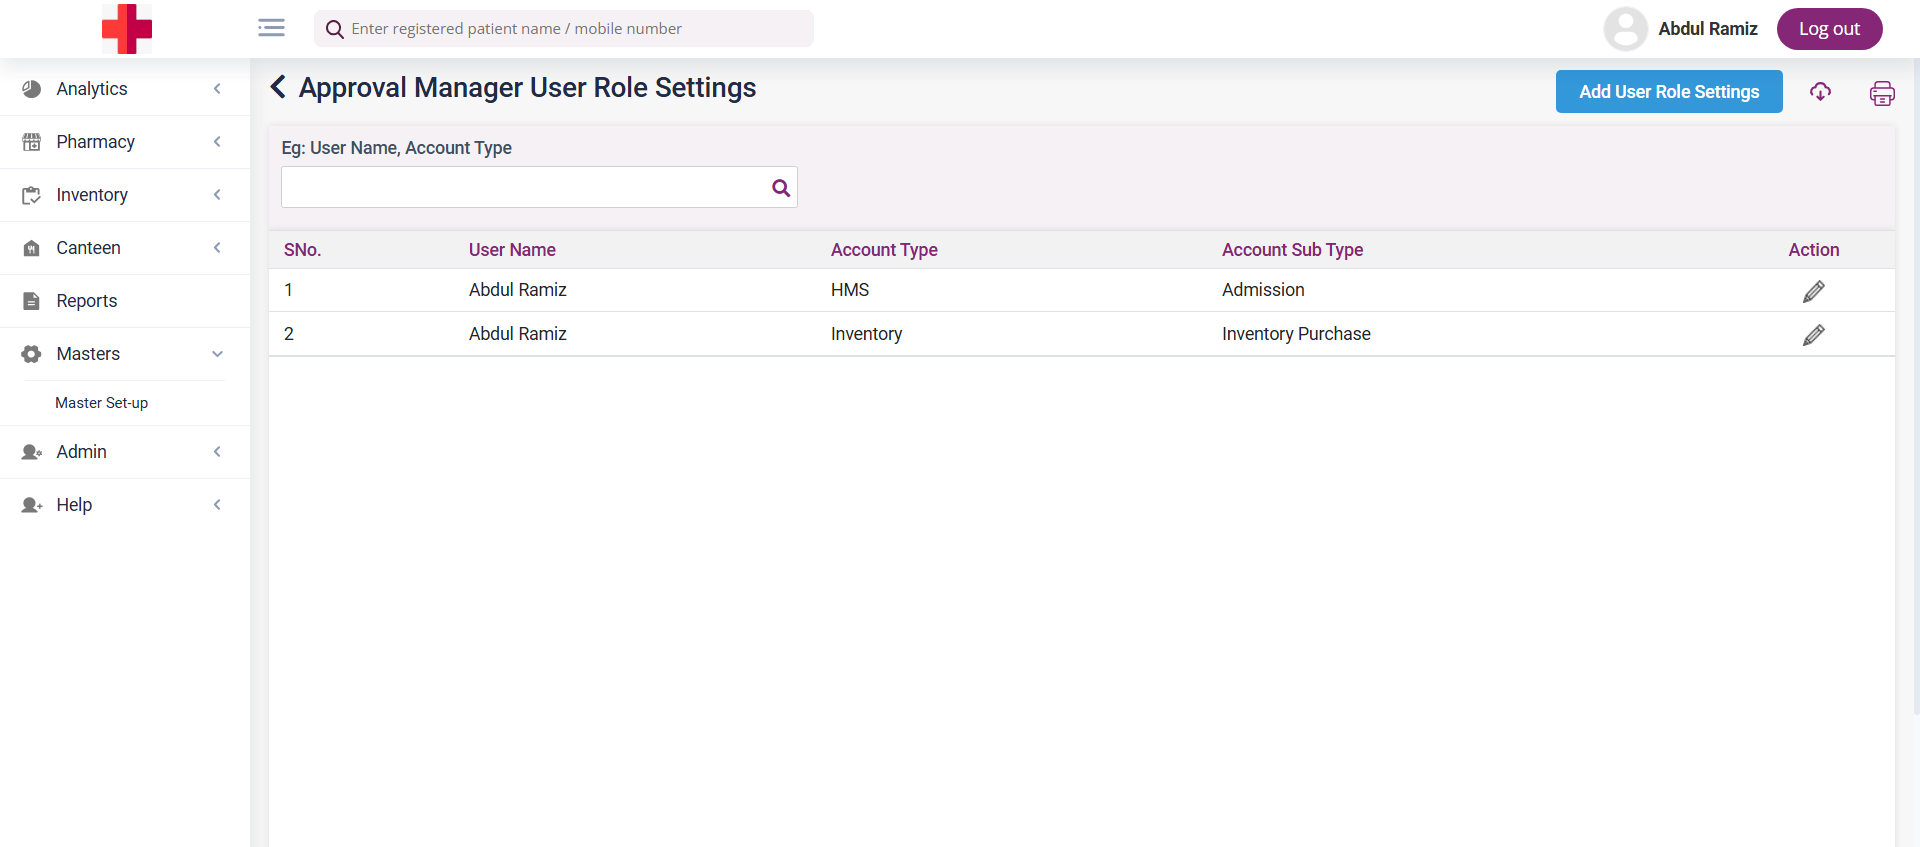 Enter registered patient name / mobile number
Abdul Ramiz
Log out
Analytics
Pharmacy
Inventory
Canteen
Reports
Masters
Master Set-up
Admin
Help
Approval Manager User Role Settings
Add User Role Settings
Eg: User Name, Account Type
SNo. User Name Account Type Account Sub Type Action
1 Abdul Ramiz HMS Admission
2 Abdul Ramiz Inventory Inventory Purchase